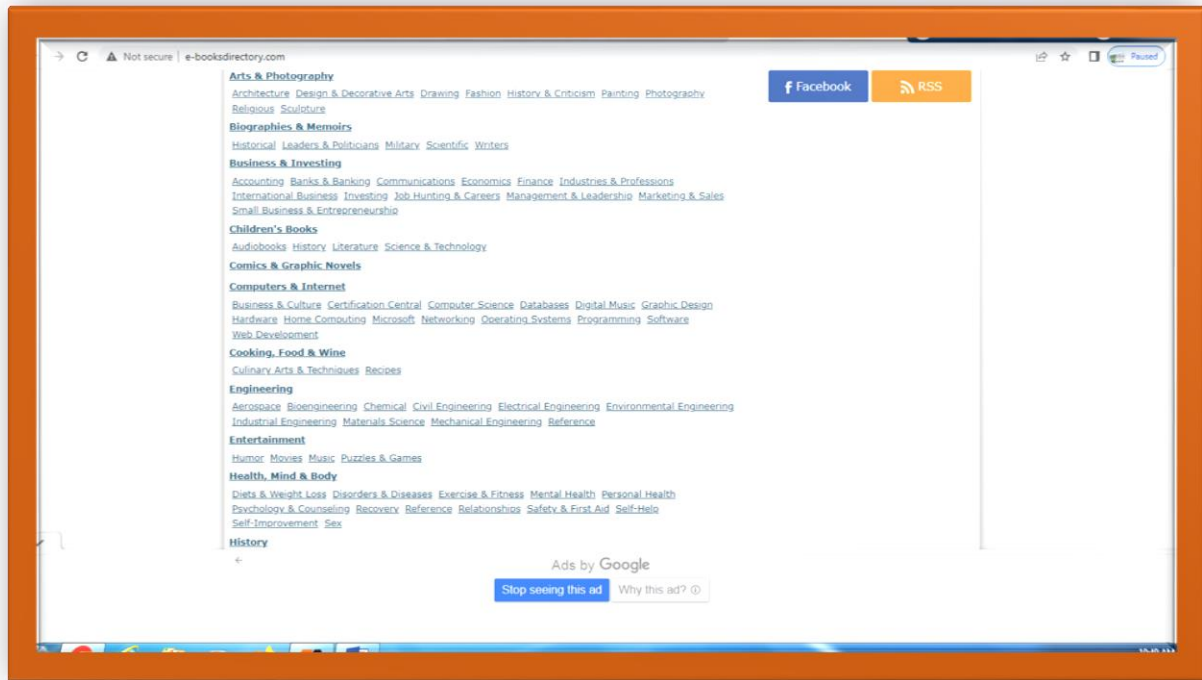 Not secure | e-booksdirectory.com Paused
Arts & Photography
Facebook RSS
Architecture Design & Decorative Arts Drawing Fashion History & Criticism Painting Photography
Religious Sculpture
Biographies & Memoirs
Historical Leaders & Politicians Military Scientific Writers
Business & Investing
Accounting Banks & Banking Communications Economics Finance Industries & Professions
International Business Investing Job Hunting & Careers Management & Leadership Marketing & Sales
Small Business & Entrepreneurship
Children's Books
Audiobooks History Literature Science & Technology
Comics & Graphic Novels
Computers & Internet
Business & Culture Certification Central Computer Science Databases Digital Music Graphic Design
Hardware Home Computing Microsoft Networking Operating Systems Programming Software
Web Development
Cooking, Food & Wine
Culinary Arts & Techniques Recipes
Engineering
Aerospace Bioengineering Chemical Civil Engineering Electrical Engineering Environmental Engineering
Industrial Engineering Materials Science Mechanical Engineering Reference
Entertainment
Humor Movies Music Puzzles & Games
Health, Mind & Body
Diets & Weight Loss Disorders & Diseases Exercise & Fitness Mental Health Personal Health
Psychology & Counseling Recovery Reference Relationships Safety & First Aid Self-Help
Self-Improvement Sex
History
Ads by Google
Stop seeing this ad Why this ad?